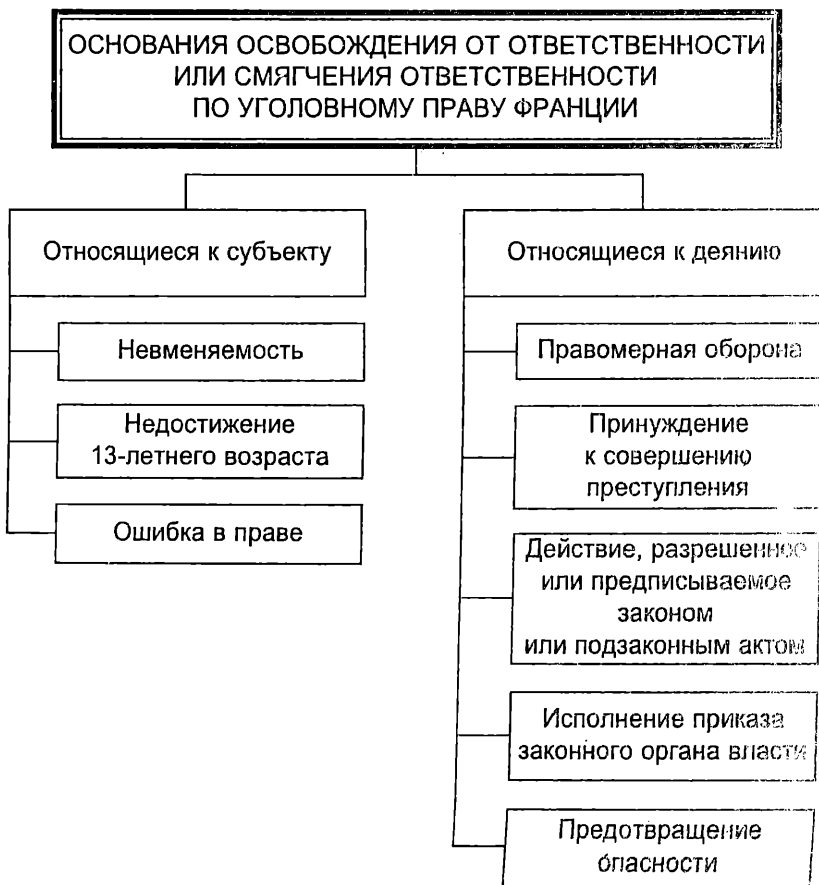 ОСНОВАНИЯ ОСВОБОЖДЕНИЯ ОТ ОТВЕТСТВЕННОСТИ
ИЛИ СМЯГЧЕНИЯ ОТВЕТСТВЕННОСТИ
ПО УГОЛОВНОМУ ПРАВУ ФРАНЦИИ
Относящиеся к субъекту
Невменяемость
Недостижение
13-летнего возраста
Ошибка в праве
Относящиеся к деянию
Правомерная оборона
Принуждение
к совершению
преступления
Действие, разрешенное
или предписываемое
законом
или подзаконным актом
Исполнение приказа
законного органа власти
Предотвращение
опасности